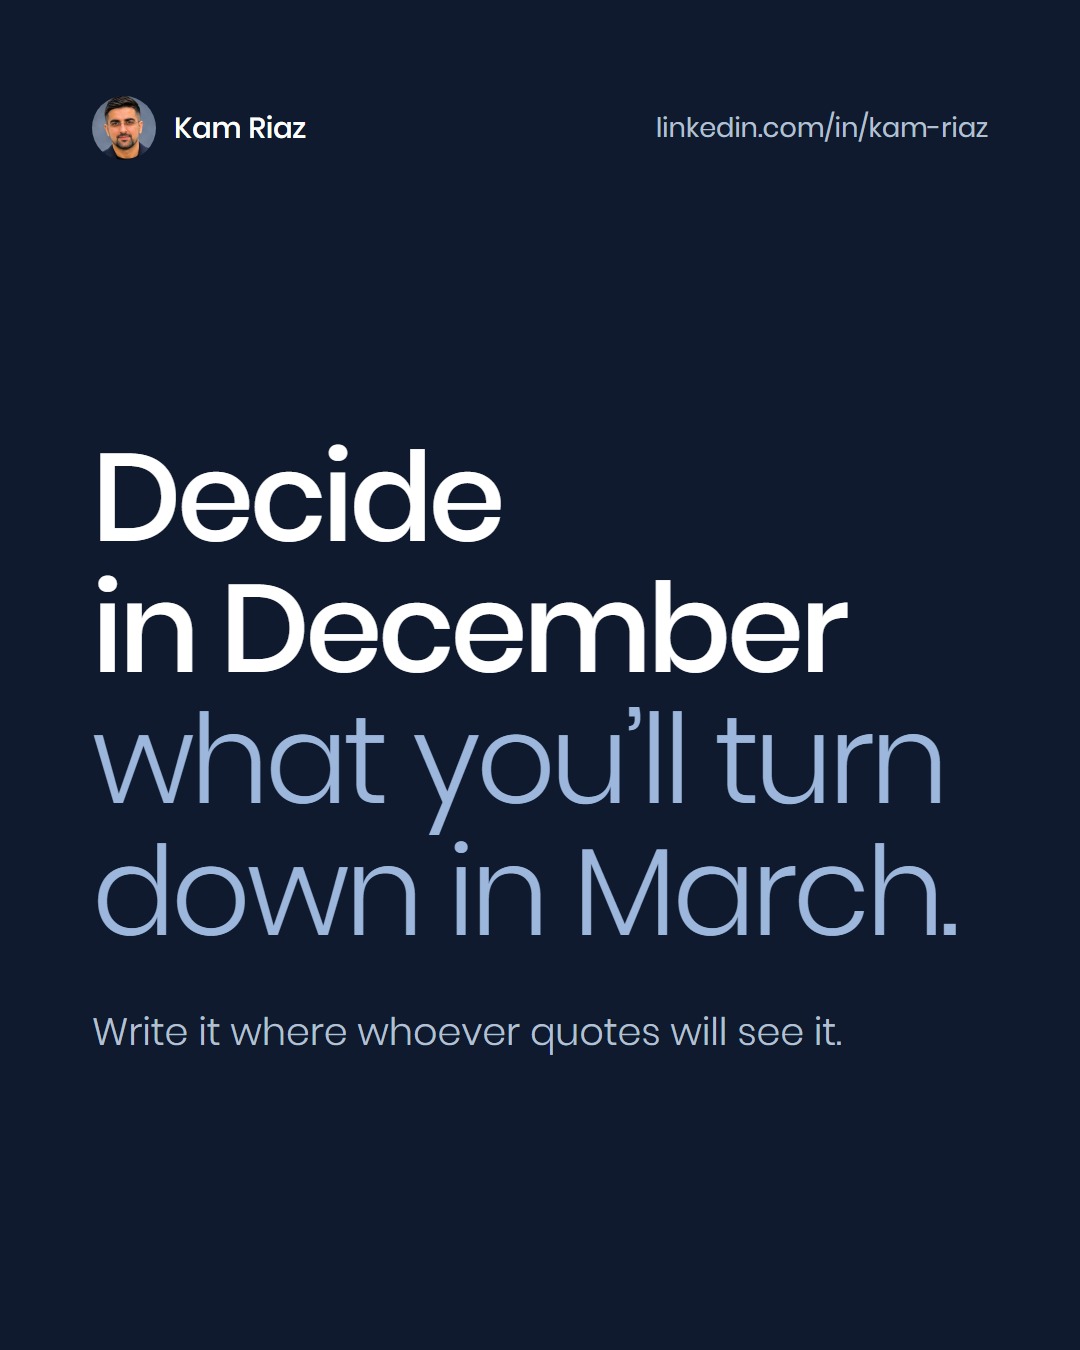 Kam Riaz
linkedin.com/in/kam-riaz
Decide
in December
what you’ll turn
down in March.
Write it where whoever quotes will see it.